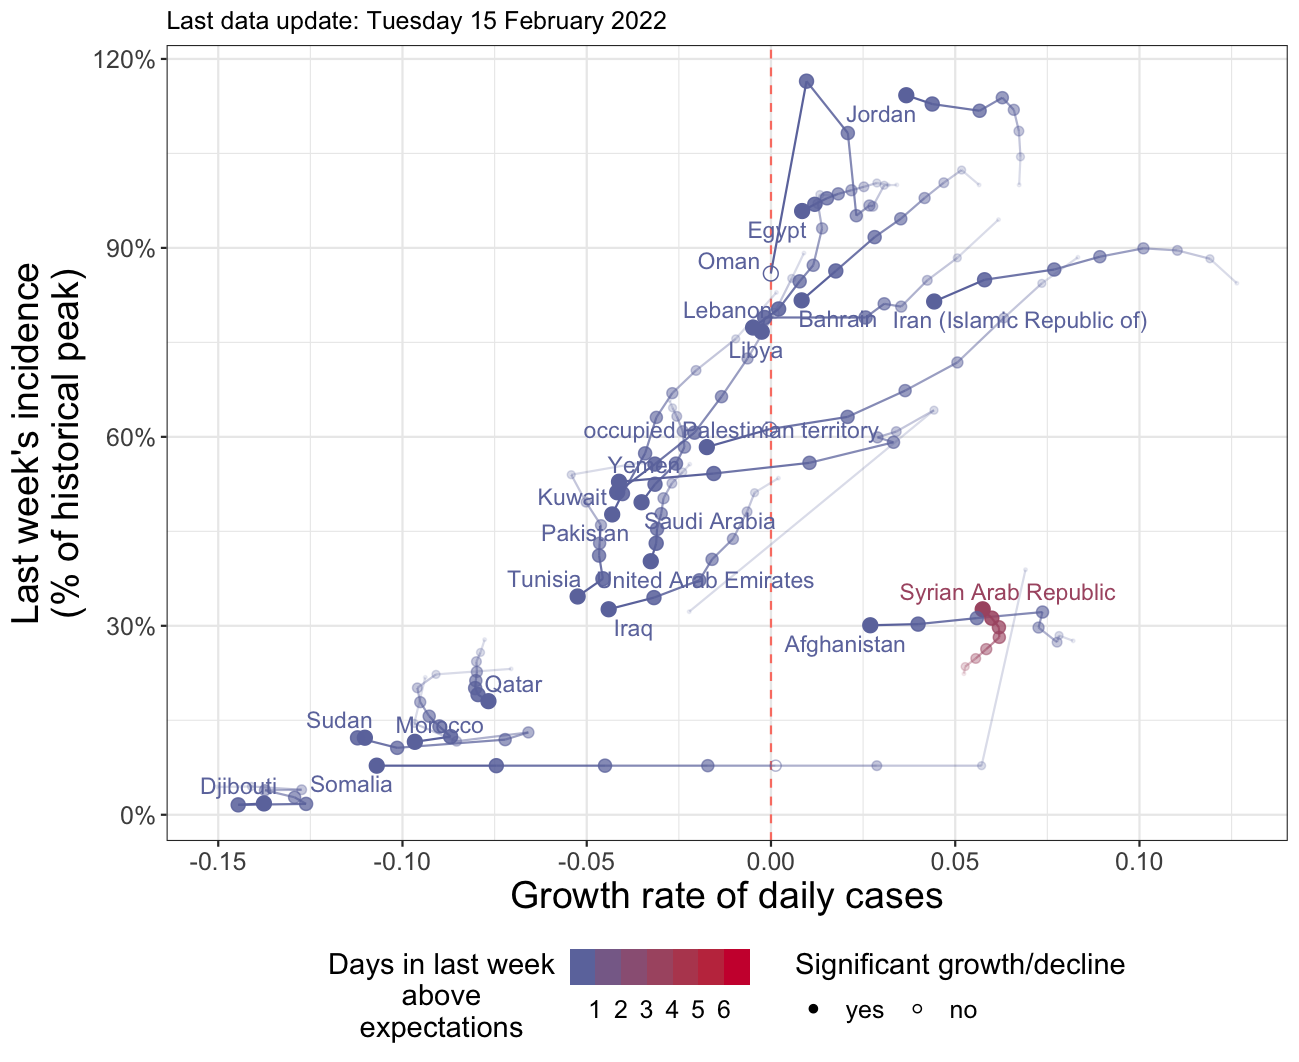 Last data update: Tuesday 15 February 2022
Last week's incidence
(% of historical peak)
120%
90%
60%
30%
0%
Jordan
Egypt
Oman
Lebanon
Bahrain
Iran (Islamic Republic of)
Libya
occupied Palestinian territory
Yemen
Kuwait
Saudi Arabia
Pakistan
Tunisia
United Arab Emirates
Syrian Arab Republic
Iraq
Afghanistan
Qatar
Sudan
Morocco
Djibouti
Somalia
-0.15
-0.10
-0.05
0.00
0.05
0.10
Growth rate of daily cases
Days in last week
above
expectations
1 2 3 4 5 6
Significant growth/decline
yes
no